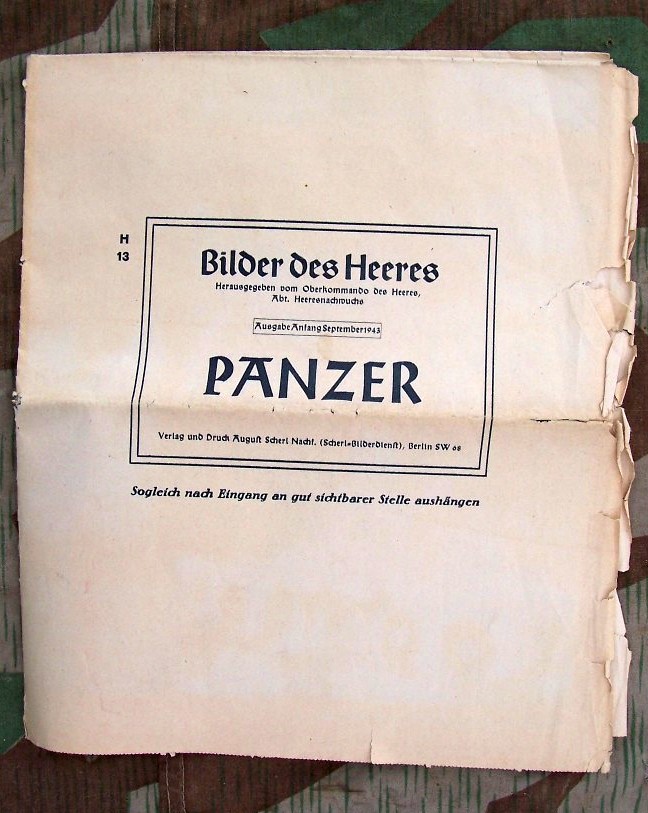 H
13
Bilder des Heeres
Herausgegeben vom Oberkommando des Heeres,
Abt. Heeresnachwuchs
Ausgabe Anfang September 1943
PANZER
Verlag und Druck August Scherl Nachf. (Scherl=Bilderdienst), Berlin SW 68
Sogleich nach Eingang an gut sichtbarer Stelle aushängen